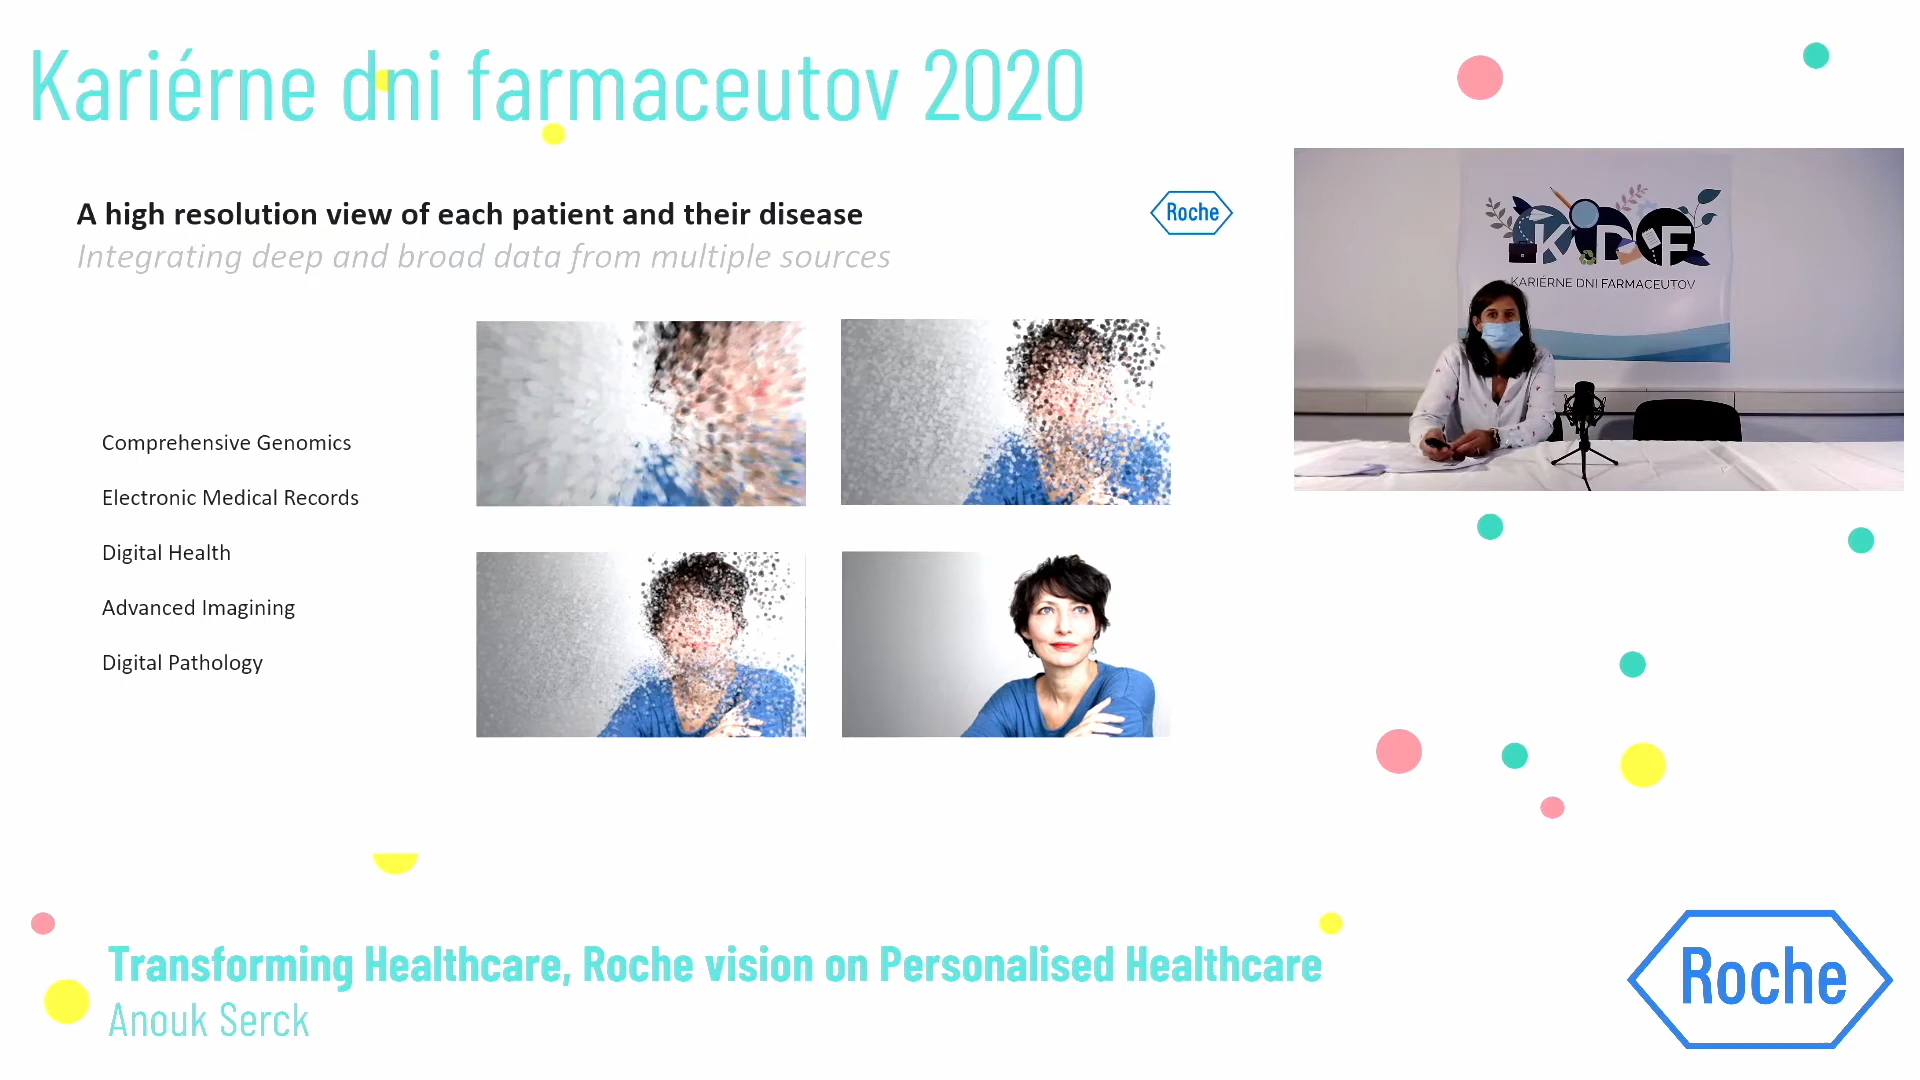 Kariérne dni farmaceutov 2020
A high resolution view of each patient and their disease
Integrating deep and broad data from multiple sources
Roche
KDF
KARIÉRNE DNI FARMACEUTOV
Comprehensive Genomics
Electronic Medical Records
Digital Health
Advanced Imagining
Digital Pathology
Transforming Healthcare, Roche vision on Personalised Healthcare
Anouk Serck
Roche